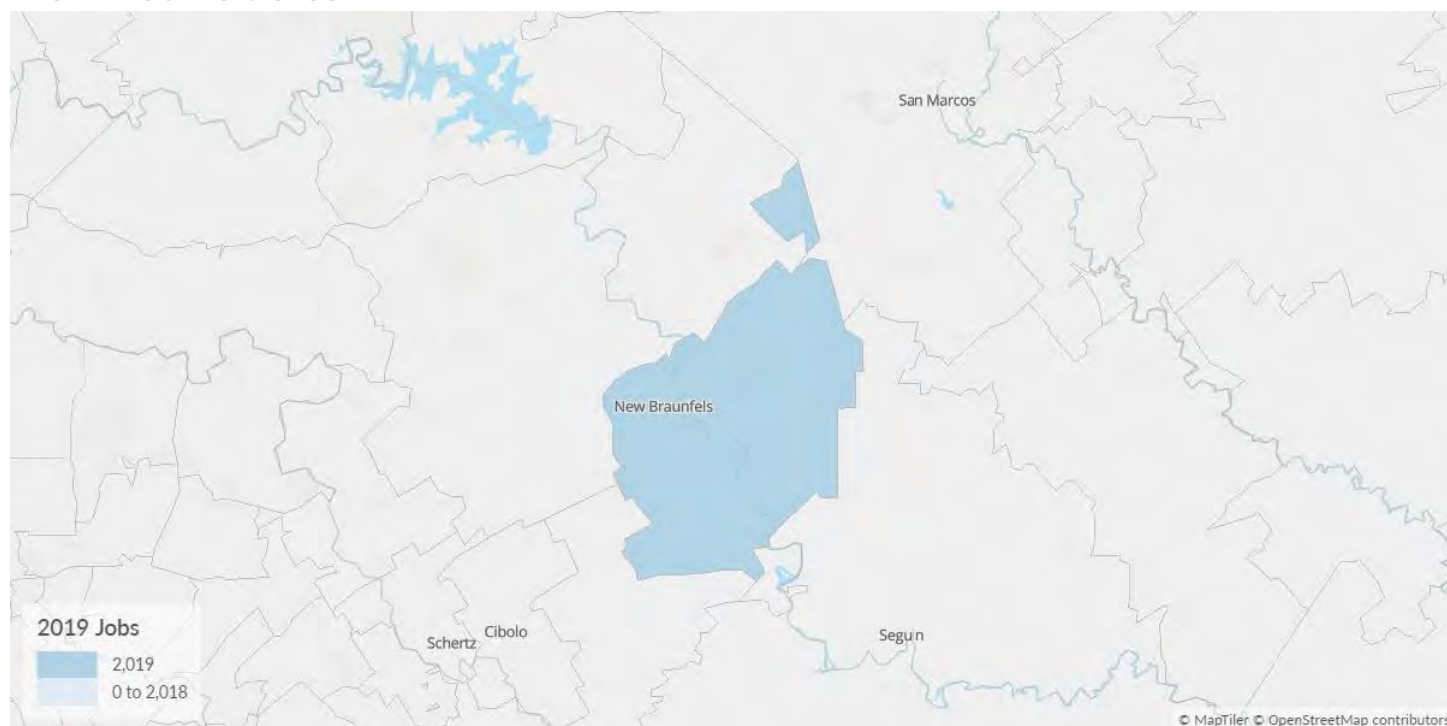 San Marcos
New Braunfels
2019 Jobs
2,019
0 to 2,018
Schertz
Cibolo
Seguin
© MapTiler © OpenStreetMap contributors